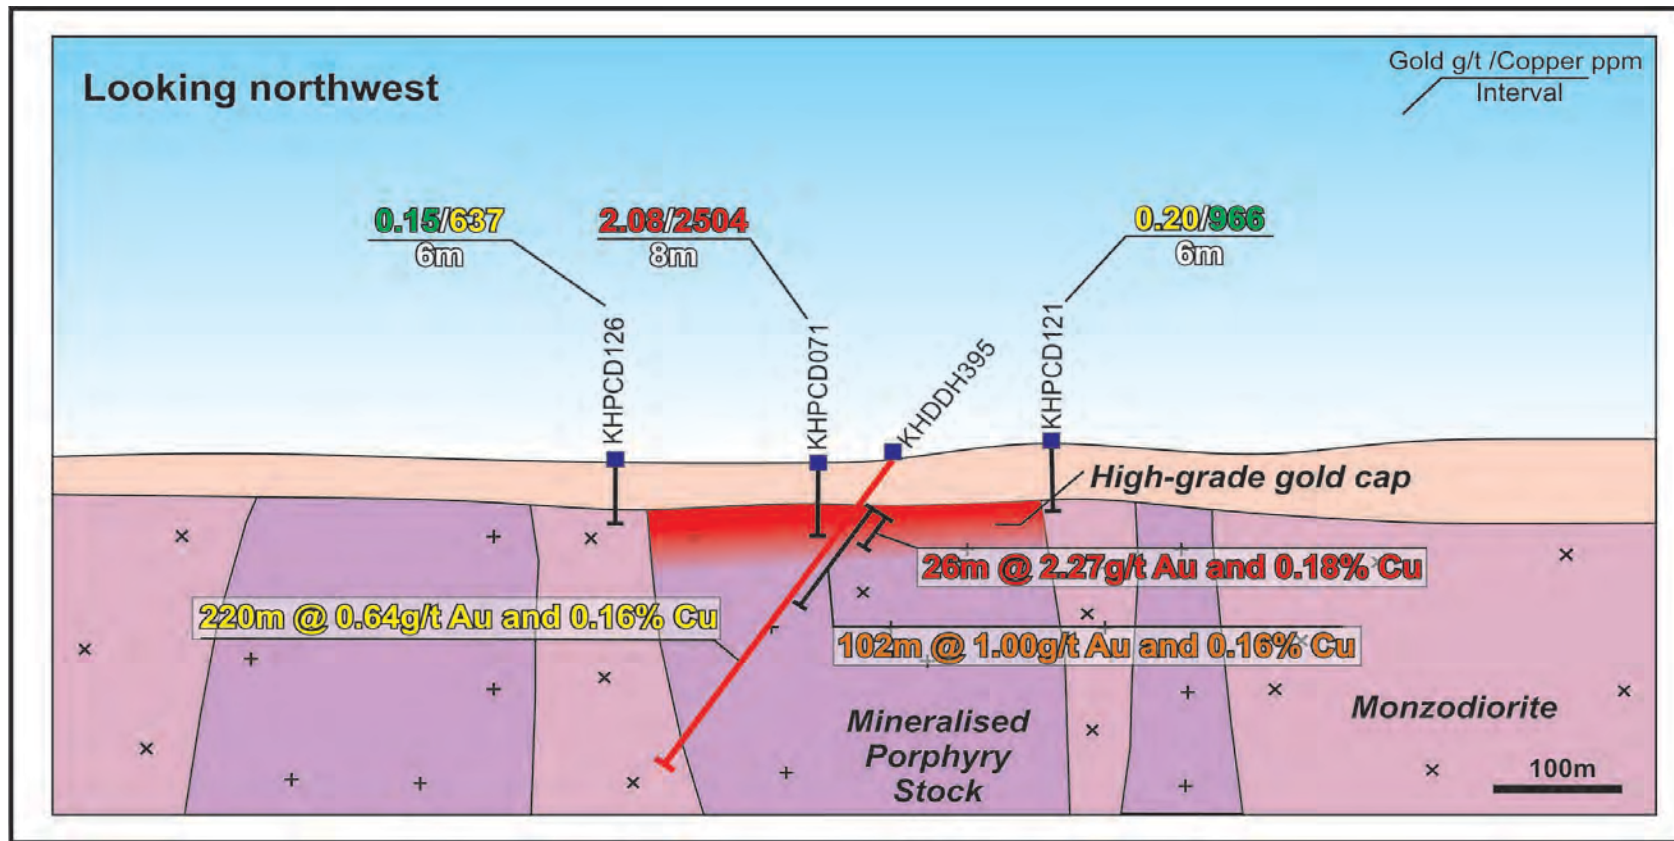 Looking northwest
Gold g/t /Copper ppm
Interval
0.15/637
6m
2.08/2504
8m
0.20/966
6m
KHPCD126
KHPCD071
KHDDH395
KHPCD121
High-grade gold cap
26m @ 2.27g/t Au and 0.18% Cu
220m @ 0.64g/t Au and 0.16% Cu
102m @ 1.00g/t Au and 0.16% Cu
Mineralised
Porphyry
Stock
Monzodiorite
100m